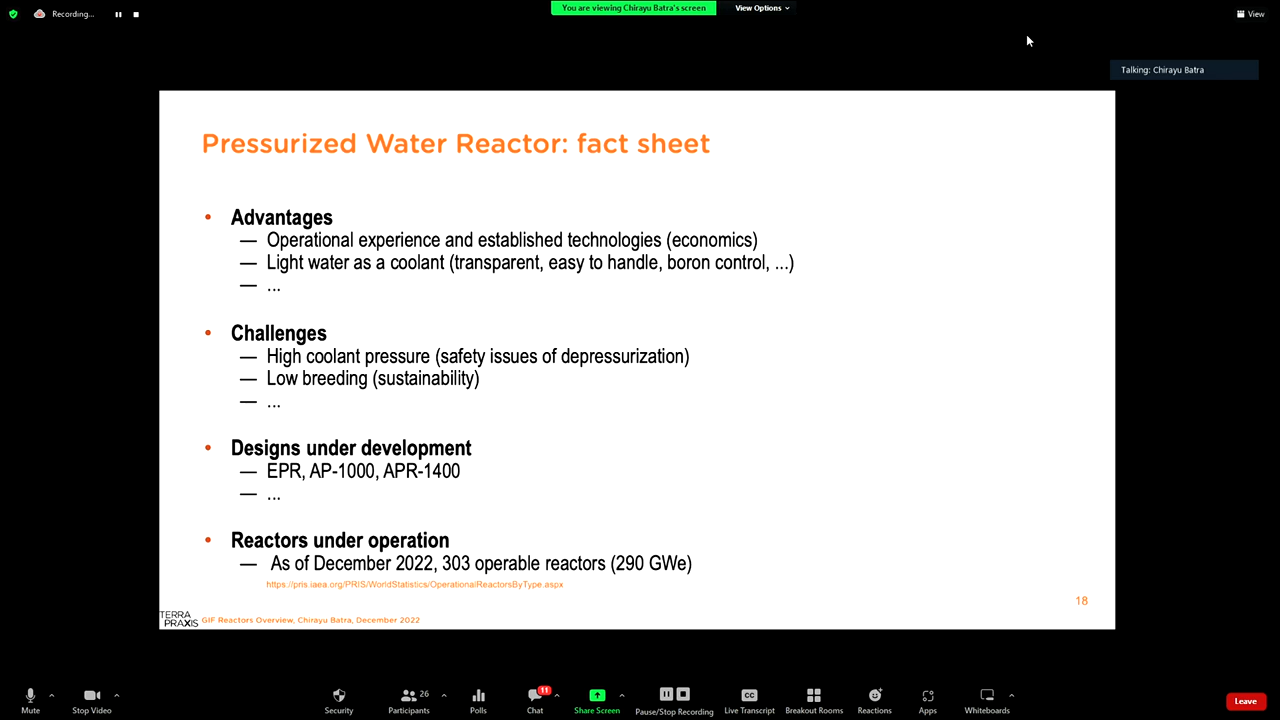 Recording...
You are viewing Chirayu Batra's screen
View Options
View
Talking: Chirayu Batra
Pressurized Water Reactor: fact sheet
• Advantages
— Operational experience and established technologies (economics)
— Light water as a coolant (transparent, easy to handle, boron control, ...)
— ...
• Challenges
— High coolant pressure (safety issues of depressurization)
— Low breeding (sustainability)
— ...
• Designs under development
— EPR, AP-1000, APR-1400
— ...
• Reactors under operation
— As of December 2022, 303 operable reactors (290 GWe)
https://pris.iaea.org/PRIS/WorldStatistics/OperationalReactorsByType.aspx
18
TERRA
PRAXIS
GIF Reactors Overview, Chirayu Batra, December 2022
26
11
CC
Mute
Stop Video
Security
Participants
Polls
Chat
Share Screen
Pause/Stop Recording
Live Transcript
Breakout Rooms
Reactions
Apps
Whiteboards
Leave